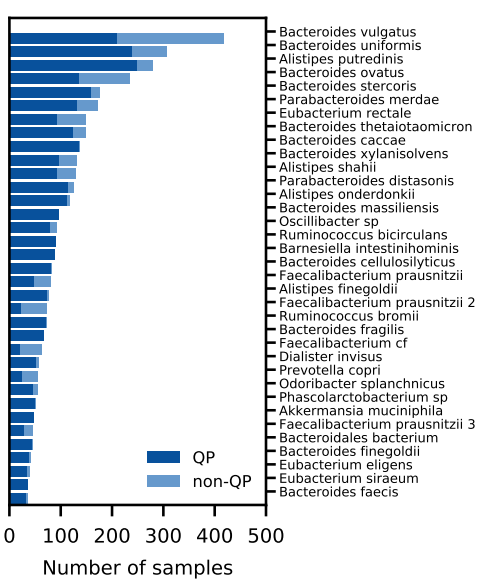 Bacteroides vulgatus
Bacteroides uniformis
Alistipes putredinis
Bacteroides ovatus
Bacteroides stercoris
Parabacteroides merdae
Eubacterium rectale
Bacteroides thetaiotaomicron
Bacteroides caccae
Bacteroides xylanisolvens
Alistipes shahii
Parabacteroides distasonis
Alistipes onderdonkii
Bacteroides massiliensis
Oscillibacter sp
Ruminococcus bicirculans
Barnesiella intestinihominis
Bacteroides cellulosilyticus
Faecalibacterium prausnitzii
Alistipes finegoldii
Faecalibacterium prausnitzii 2
Ruminococcus bromii
Bacteroides fragilis
Faecalibacterium cf
Dialister invisus
Prevotella copri
Odoribacter splanchnicus
Phascolarctobacterium sp
Akkermansia muciniphila
Faecalibacterium prausnitzii 3
Bacteroidales bacterium
Bacteroides finegoldii
Eubacterium eligens
Eubacterium siraeum
Bacteroides faecis
QP
non-QP
0 100 200 300 400 500
Number of samples